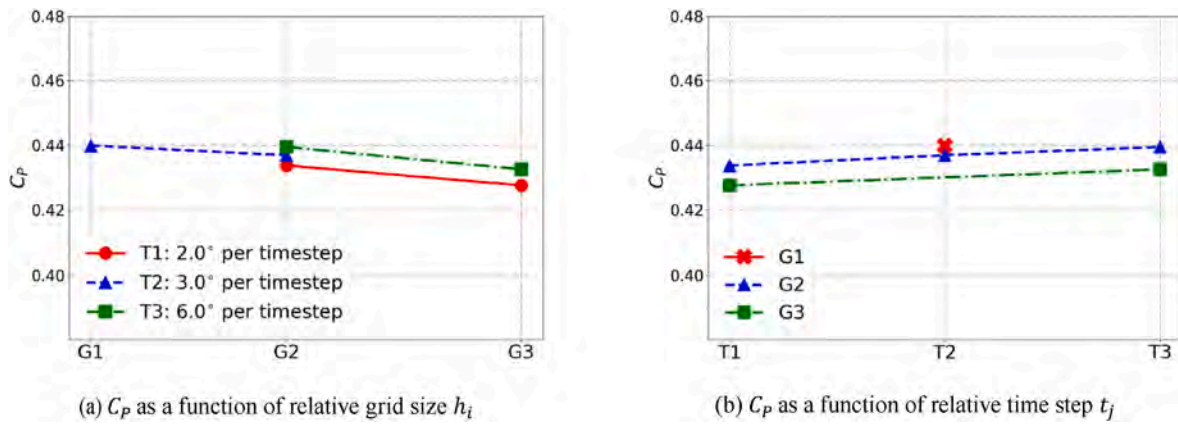 0.48
0.46
0.44
0.42
0.40
C_P
T1: 2.0° per timestep
T2: 3.0° per timestep
T3: 6.0° per timestep
G1 G2 G3
(a) C_P as a function of relative grid size h_i
0.48
0.46
0.44
0.42
0.40
C_P
G1
G2
G3
T1 T2 T3
(b) C_P as a function of relative time step t_j